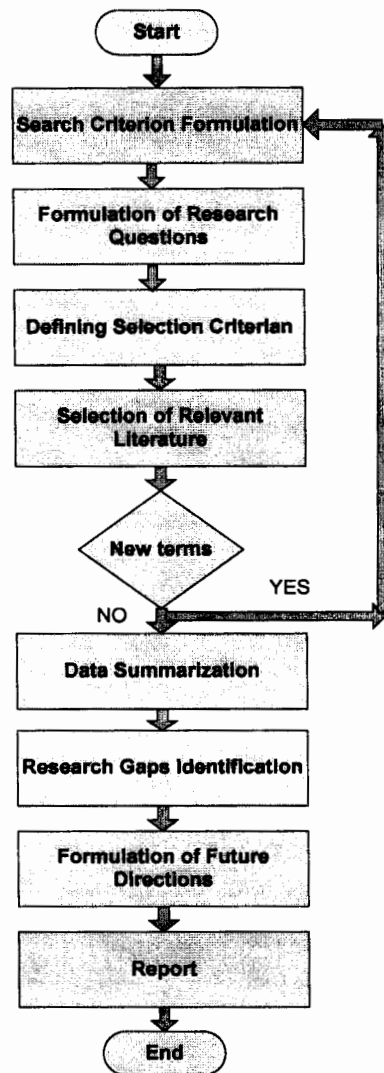 Start
Search Criterion Formulation
Formulation of Research
Questions
Defining Selection Criterian
Selection of Relevant
Literature
New terms
YES
NO
Data Summarization
Research Gaps Identification
Formulation of Future
Directions
Report
End